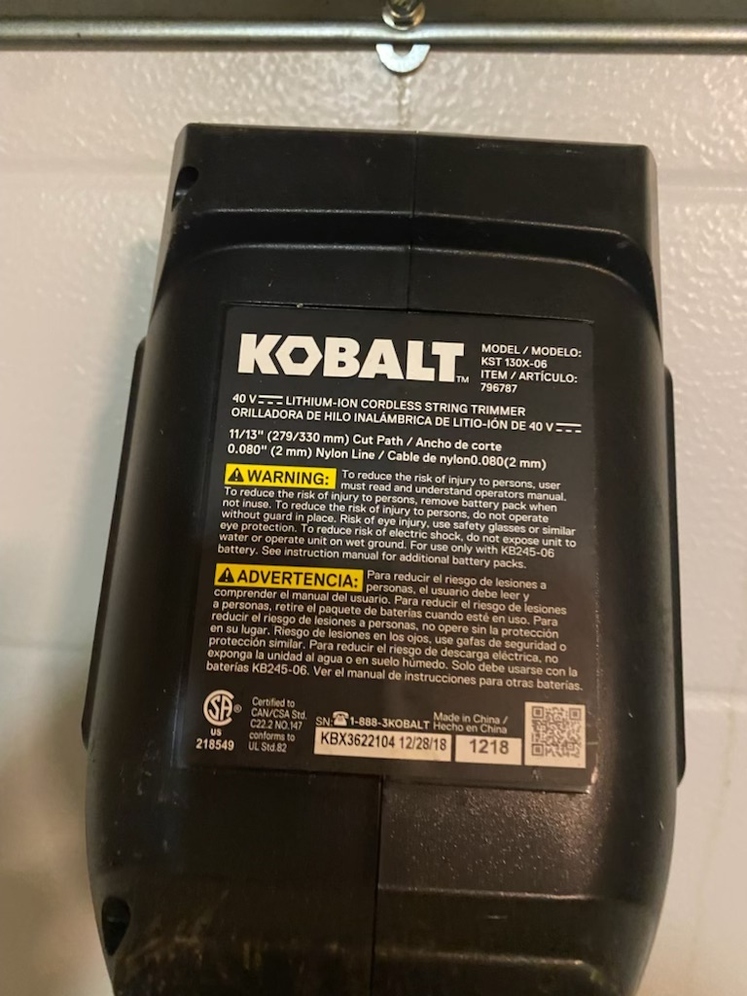 KOBALT™
MODEL / MODELO:
KST 130X-06
ITEM / ARTÍCULO:
796787
40 V LITHIUM-ION CORDLESS STRING TRIMMER
ORILLADORA DE HILO INALÁMBRICA DE LITIO-IÓN DE 40 V
11/13" (279/330 mm) Cut Path / Ancho de corte
0.080" (2 mm) Nylon Line / Cable de nylon0.080(2 mm)
WARNING: To reduce the risk of injury to persons, user
must read and understand operators manual.
To reduce the risk of injury to persons, remove battery pack when
not inuse. To reduce the risk of injury to persons, do not operate
without guard in place. Risk of eye injury, use safety glasses or similar
eye protection. To reduce risk of electric shock, do not expose unit to
water or operate unit on wet ground. For use only with KB245-06
battery. See instruction manual for additional battery packs.
ADVERTENCIA: Para reducir el riesgo de lesiones a
personas, el usuario debe leer y
comprender el manual del usuario. Para reducir el riesgo de lesiones
a personas, retire el paquete de baterías cuando esté en uso. Para
reducir el riesgo de lesiones a personas, no opere sin la protección
en su lugar. Riesgo de lesiones en los ojos, use gafas de seguridad o
protección similar. Para reducir el riesgo de descarga eléctrica, no
exponga la unidad al agua o en suelo húmedo. Solo debe usarse con la
baterías KB245-06. Ver el manual de instrucciones para otras baterías.
SA®
US
218549
Certified to
CAN/CSA Std.
C22.2 NO.147
conforms to
UL Std.82
SN:☎1-888-3KOBALT
KBX3622104 12/28/18
Made in China /
Hecho en China
1218